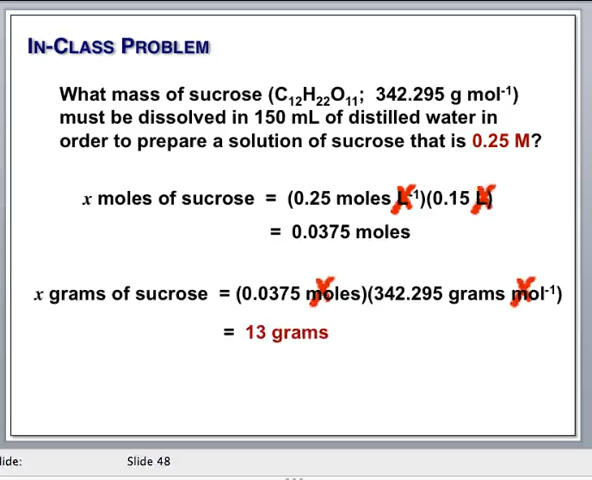 IN-CLASS PROBLEM
What mass of sucrose (C₁₂H₂₂O₁₁; 342.295 g mol⁻¹)
must be dissolved in 150 mL of distilled water in
order to prepare a solution of sucrose that is 0.25 M?
x moles of sucrose = (0.25 moles L⁻¹)(0.15 L)
= 0.0375 moles
x grams of sucrose = (0.0375 moles)(342.295 grams mol⁻¹)
= 13 grams
lide: Slide 48